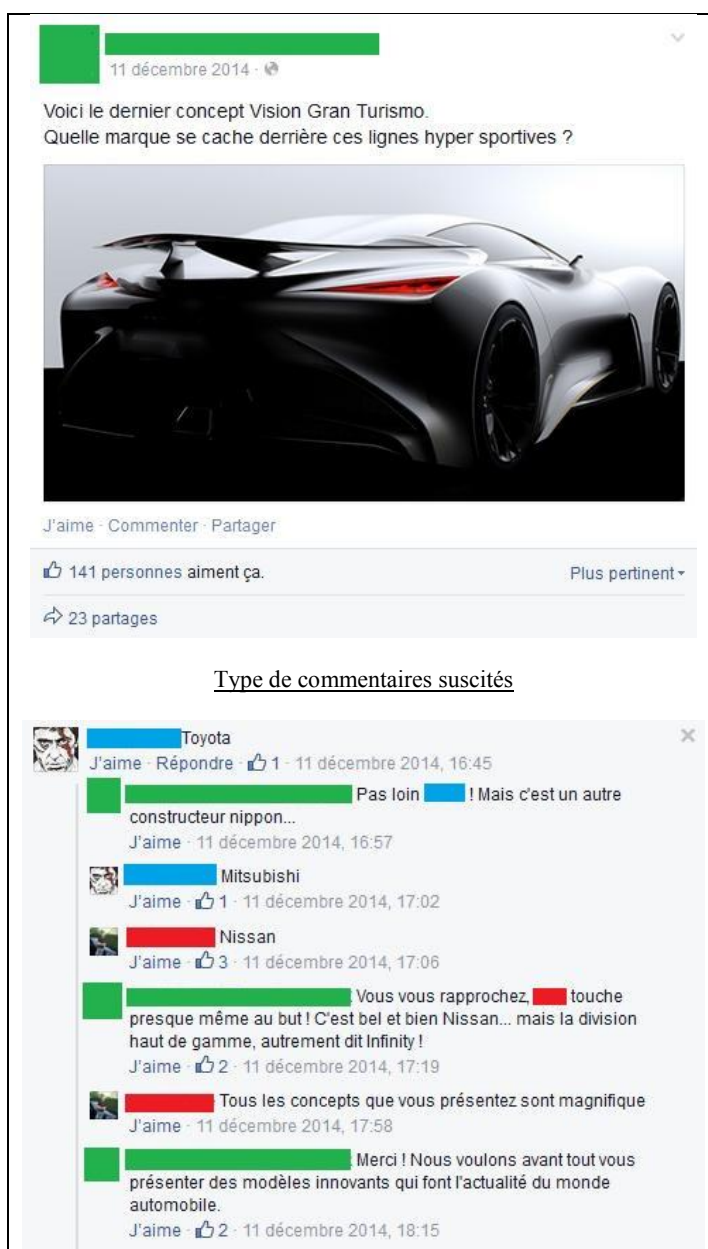 11 décembre 2014 ·
Voici le dernier concept Vision Gran Turismo.
Quelle marque se cache derrière ces lignes hyper sportives ?
J'aime · Commenter · Partager
141 personnes aiment ça.
Plus pertinent
23 partages
Type de commentaires suscités
Toyota
J'aime · Répondre · 1 · 11 décembre 2014, 16:45
Pas loin ! Mais c'est un autre
constructeur nippon...
J'aime · 11 décembre 2014, 16:57
Mitsubishi
J'aime · 1 · 11 décembre 2014, 17:02
Nissan
J'aime · 3 · 11 décembre 2014, 17:06
Vous vous rapprochez, touche
presque même au but ! C'est bel et bien Nissan... mais la division
haut de gamme, autrement dit Infinity !
J'aime · 2 · 11 décembre 2014, 17:19
Tous les concepts que vous présentez sont magnifique
J'aime · 11 décembre 2014, 17:58
Merci ! Nous voulons avant tout vous
présenter des modèles innovants qui font l'actualité du monde
automobile.
J'aime · 2 · 11 décembre 2014, 18:15